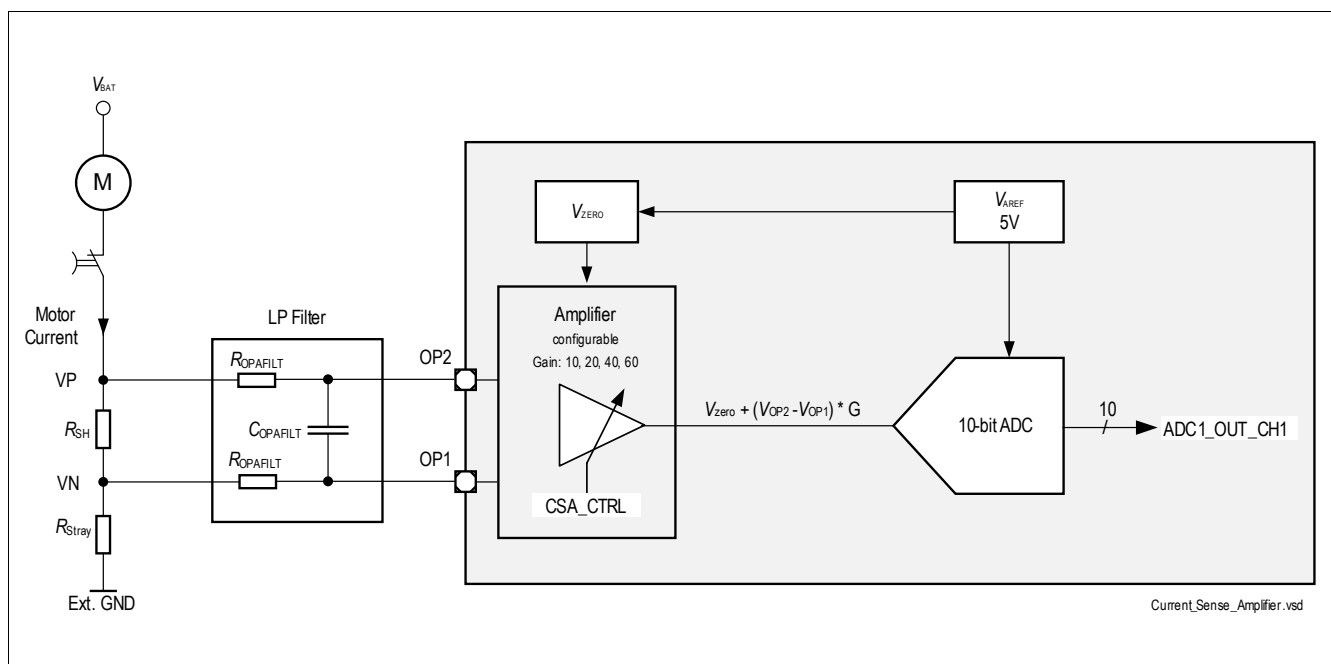 VBAT
M
Motor
Current
VP
RSH
VN
RStray
Ext. GND
LP Filter
ROPAFILT
COPAFILT
ROPAFILT
OP2
OP1
VZERO
Amplifier
configurable
Gain: 10, 20, 40, 60
CSA_CTRL
Vzero + (VOP2 -VOP1) * G
VAREF
5V
10-bit ADC
10
ADC1_OUT_CH1
Current_Sense_Amplifier.vsd